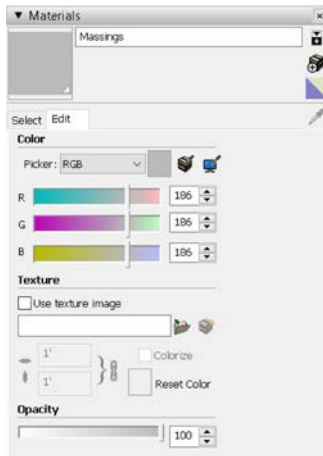 ▼ Materials
Massings
Select Edit
Color
Picker: RGB
R 186
G 186
B 186
Texture
Use texture image
1'
Colorize
1'
Reset Color
Opacity
100